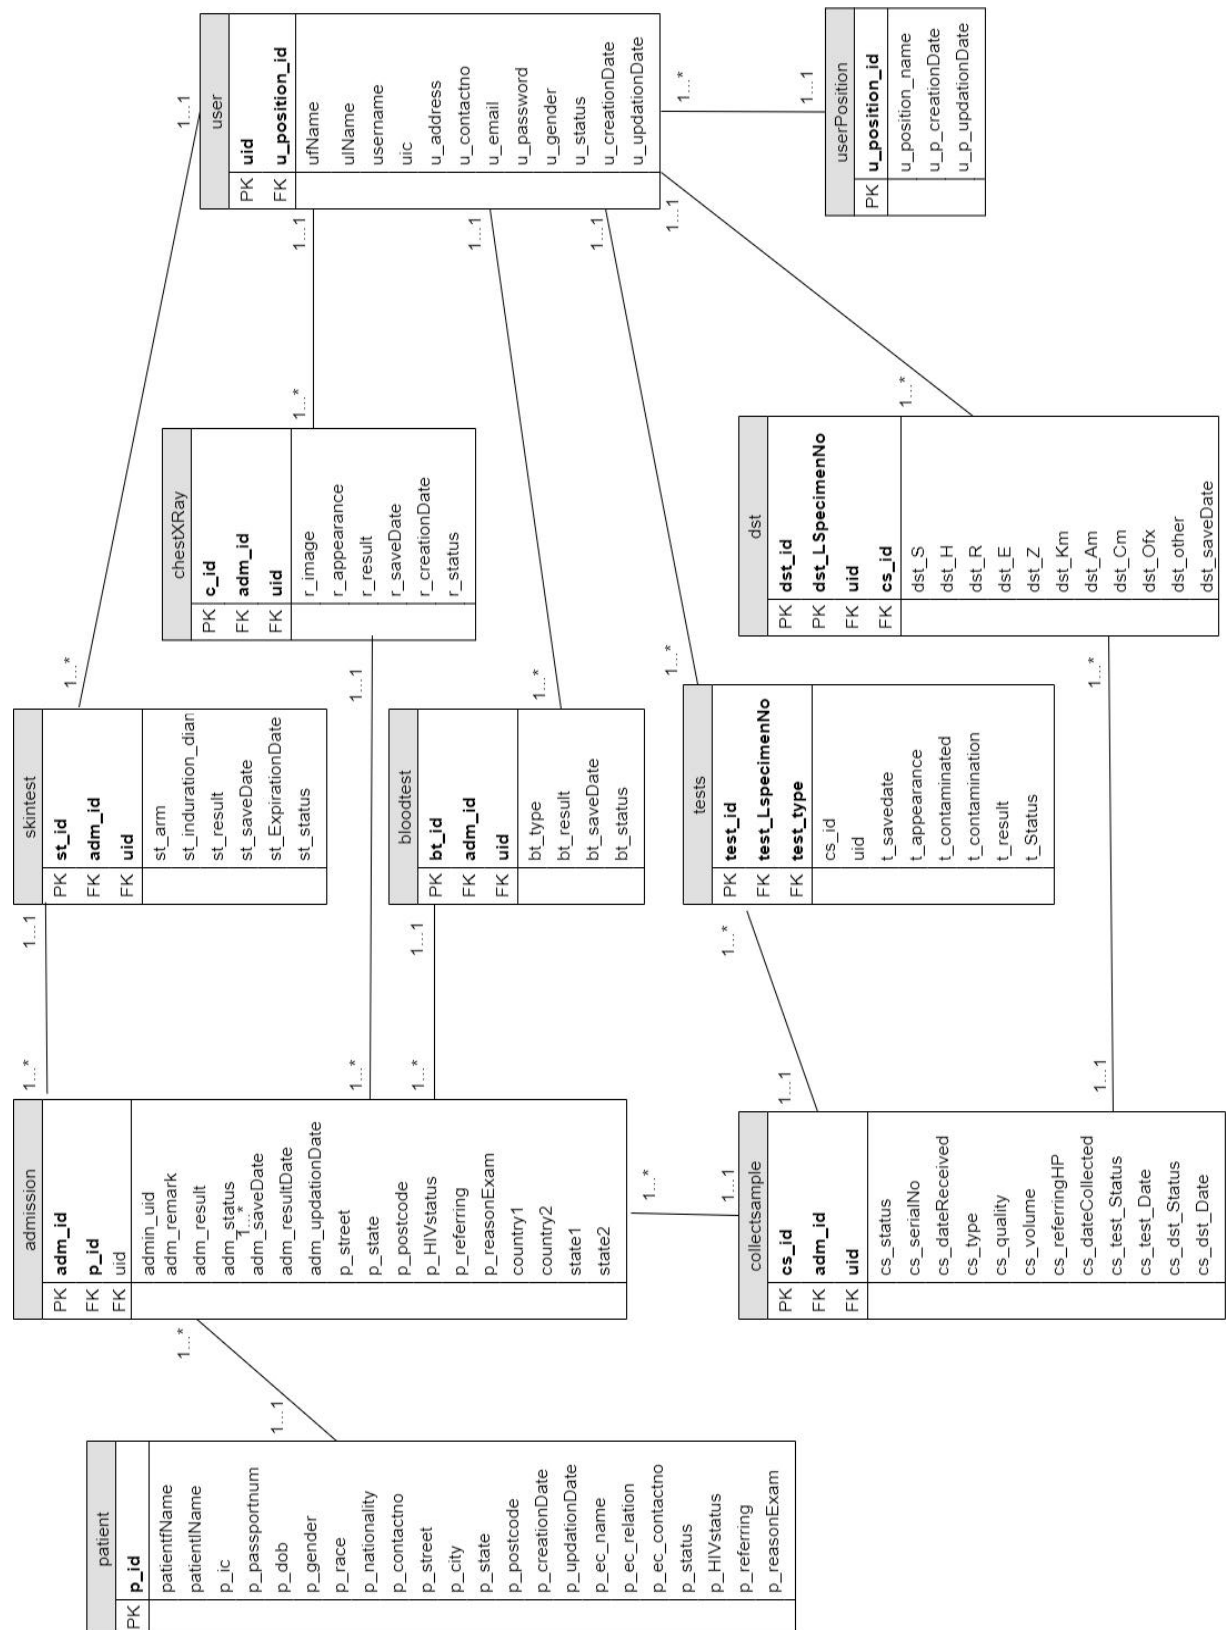 patient
PK p_id
patientfName
patientlName
p_ic
p_passportnum
p_dob
p_gender
p_race
p_nationality
p_contactno
p_street
p_city
p_state
p_postcode
p_creationDate
p_updationDate
p_ec_name
p_ec_relation
p_ec_contactno
p_status
p_HIVstatus
p_referring
p_reasonExam
1...1
1...*
admission
PK adm_id
FK p_id
FK uid
admin_uid
adm_remark
adm_result
adm_status
1...*
adm_saveDate
adm_resultDate
adm_updationDate
p_street
p_state
p_postcode
p_HIVstatus
p_referring
p_reasonExam
country1
country2
state1
state2
1...*
1...*
1...*
1...*
1...1
collectsample
PK cs_id
FK adm_id
FK uid
cs_status
cs_serialNo
cs_dateReceived
cs_type
cs_quality
cs_volume
cs_referringHP
cs_dateCollected
cs_test_Status
cs_test_Date
cs_dst_Status
cs_dst_Date
1...1
1...1
1...1
skintest
PK st_id
FK adm_id
FK uid
st_arm
st_induration_dian
st_result
st_saveDate
st_ExpirationDate
st_status
1...*
1...1
bloodtest
PK bt_id
FK adm_id
FK uid
bt_type
bt_result
bt_saveDate
bt_status
1...*
1...*
tests
PK test_id
FK test_LspecimenNo
FK test_type
cs_id
uid
t_savedate
t_appearance
t_contaminated
t_contamination
t_result
t_Status
1...*
1...1
chestXRay
PK c_id
FK adm_id
FK uid
r_image
r_appearance
r_result
r_saveDate
r_creationDate
r_status
1...*
1...*
dst
PK dst_id
PK dst_LSpecimenNo
FK uid
FK cs_id
dst_S
dst_H
dst_R
dst_E
dst_Z
dst_Km
dst_Am
dst_Cm
dst_Ofx
dst_other
dst_saveDate
1...*
1...1
user
PK uid
FK u_position_id
ufName
ulName
username
uic
u_address
u_contactno
u_email
u_password
u_gender
u_status
u_creationDate
u_updationDate
1...1
1...1
1...1
1...1
1...*
1...1
userPosition
PK u_position_id
u_position_name
u_p_creationDate
u_p_updationDate